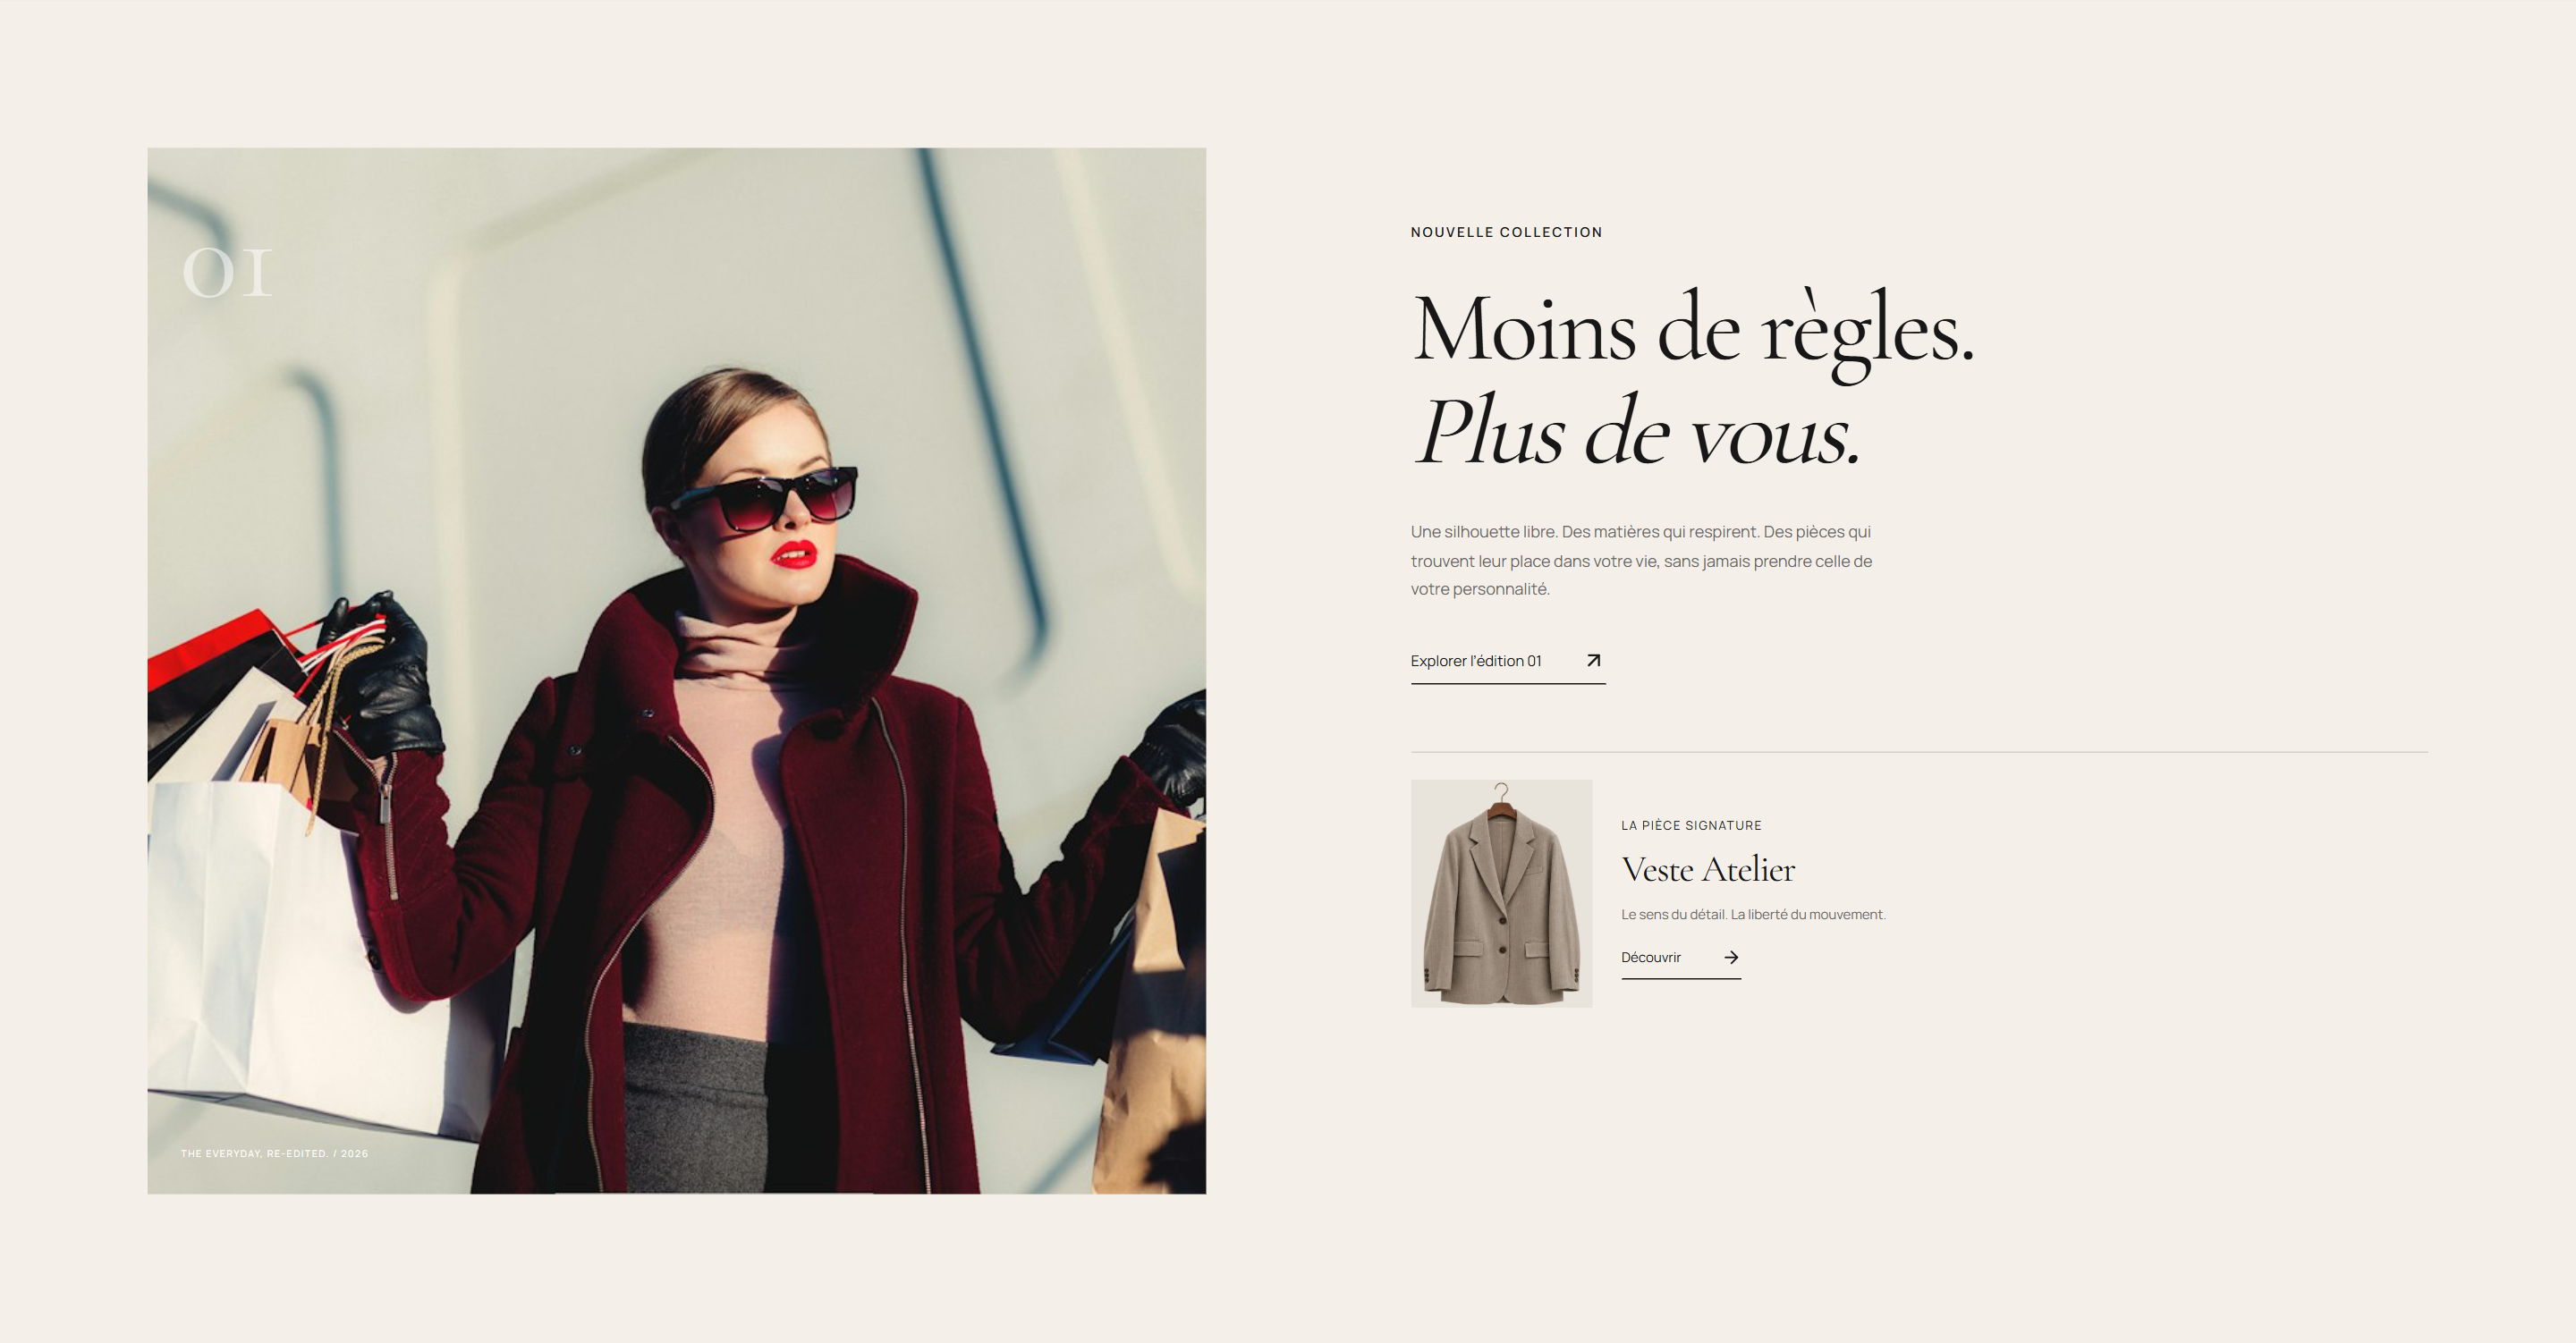 01
THE EVERYDAY, RE-EDITED. / 2026
NOUVELLE COLLECTION
Moins de règles.
Plus de vous.
Une silhouette libre. Des matières qui respirent. Des pièces qui
trouvent leur place dans votre vie, sans jamais prendre celle de
votre personnalité.
Explorer l’édition 01
LA PIÈCE SIGNATURE
Veste Atelier
Le sens du détail. La liberté du mouvement.
Découvrir